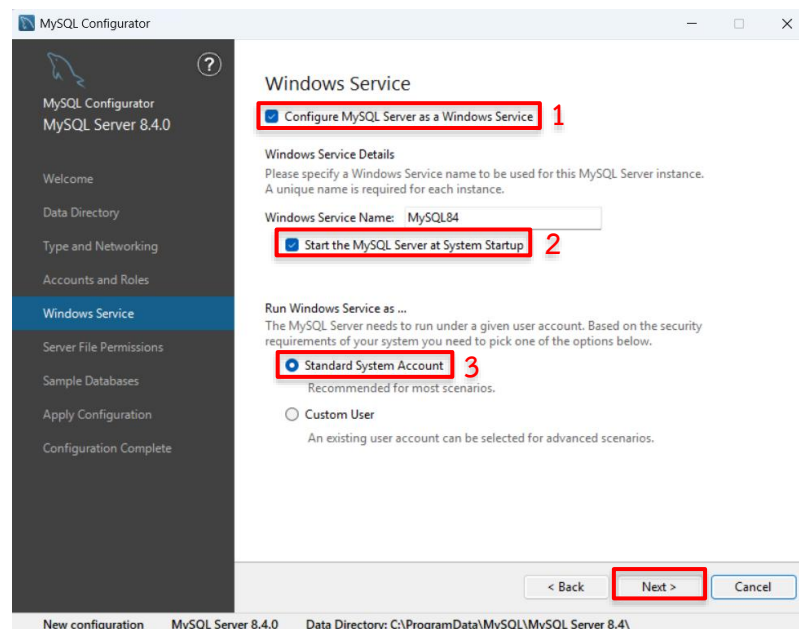 MySQL Configurator
?
MySQL Configurator
MySQL Server 8.4.0
Welcome
Data Directory
Type and Networking
Accounts and Roles
Windows Service
Server File Permissions
Sample Databases
Apply Configuration
Configuration Complete
Windows Service
Configure MySQL Server as a Windows Service 1
Windows Service Details
Please specify a Windows Service name to be used for this MySQL Server instance.
A unique name is required for each instance.
Windows Service Name: MySQL84
Start the MySQL Server at System Startup 2
Run Windows Service as ...
The MySQL Server needs to run under a given user account. Based on the security
requirements of your system you need to pick one of the options below.
Standard System Account 3
Recommended for most scenarios.
Custom User
An existing user account can be selected for advanced scenarios.
< Back Next > Cancel
New configuration MySQL Server 8.4.0 Data Directory: C:\ProgramData\MySQL\MySQL Server 8.4\